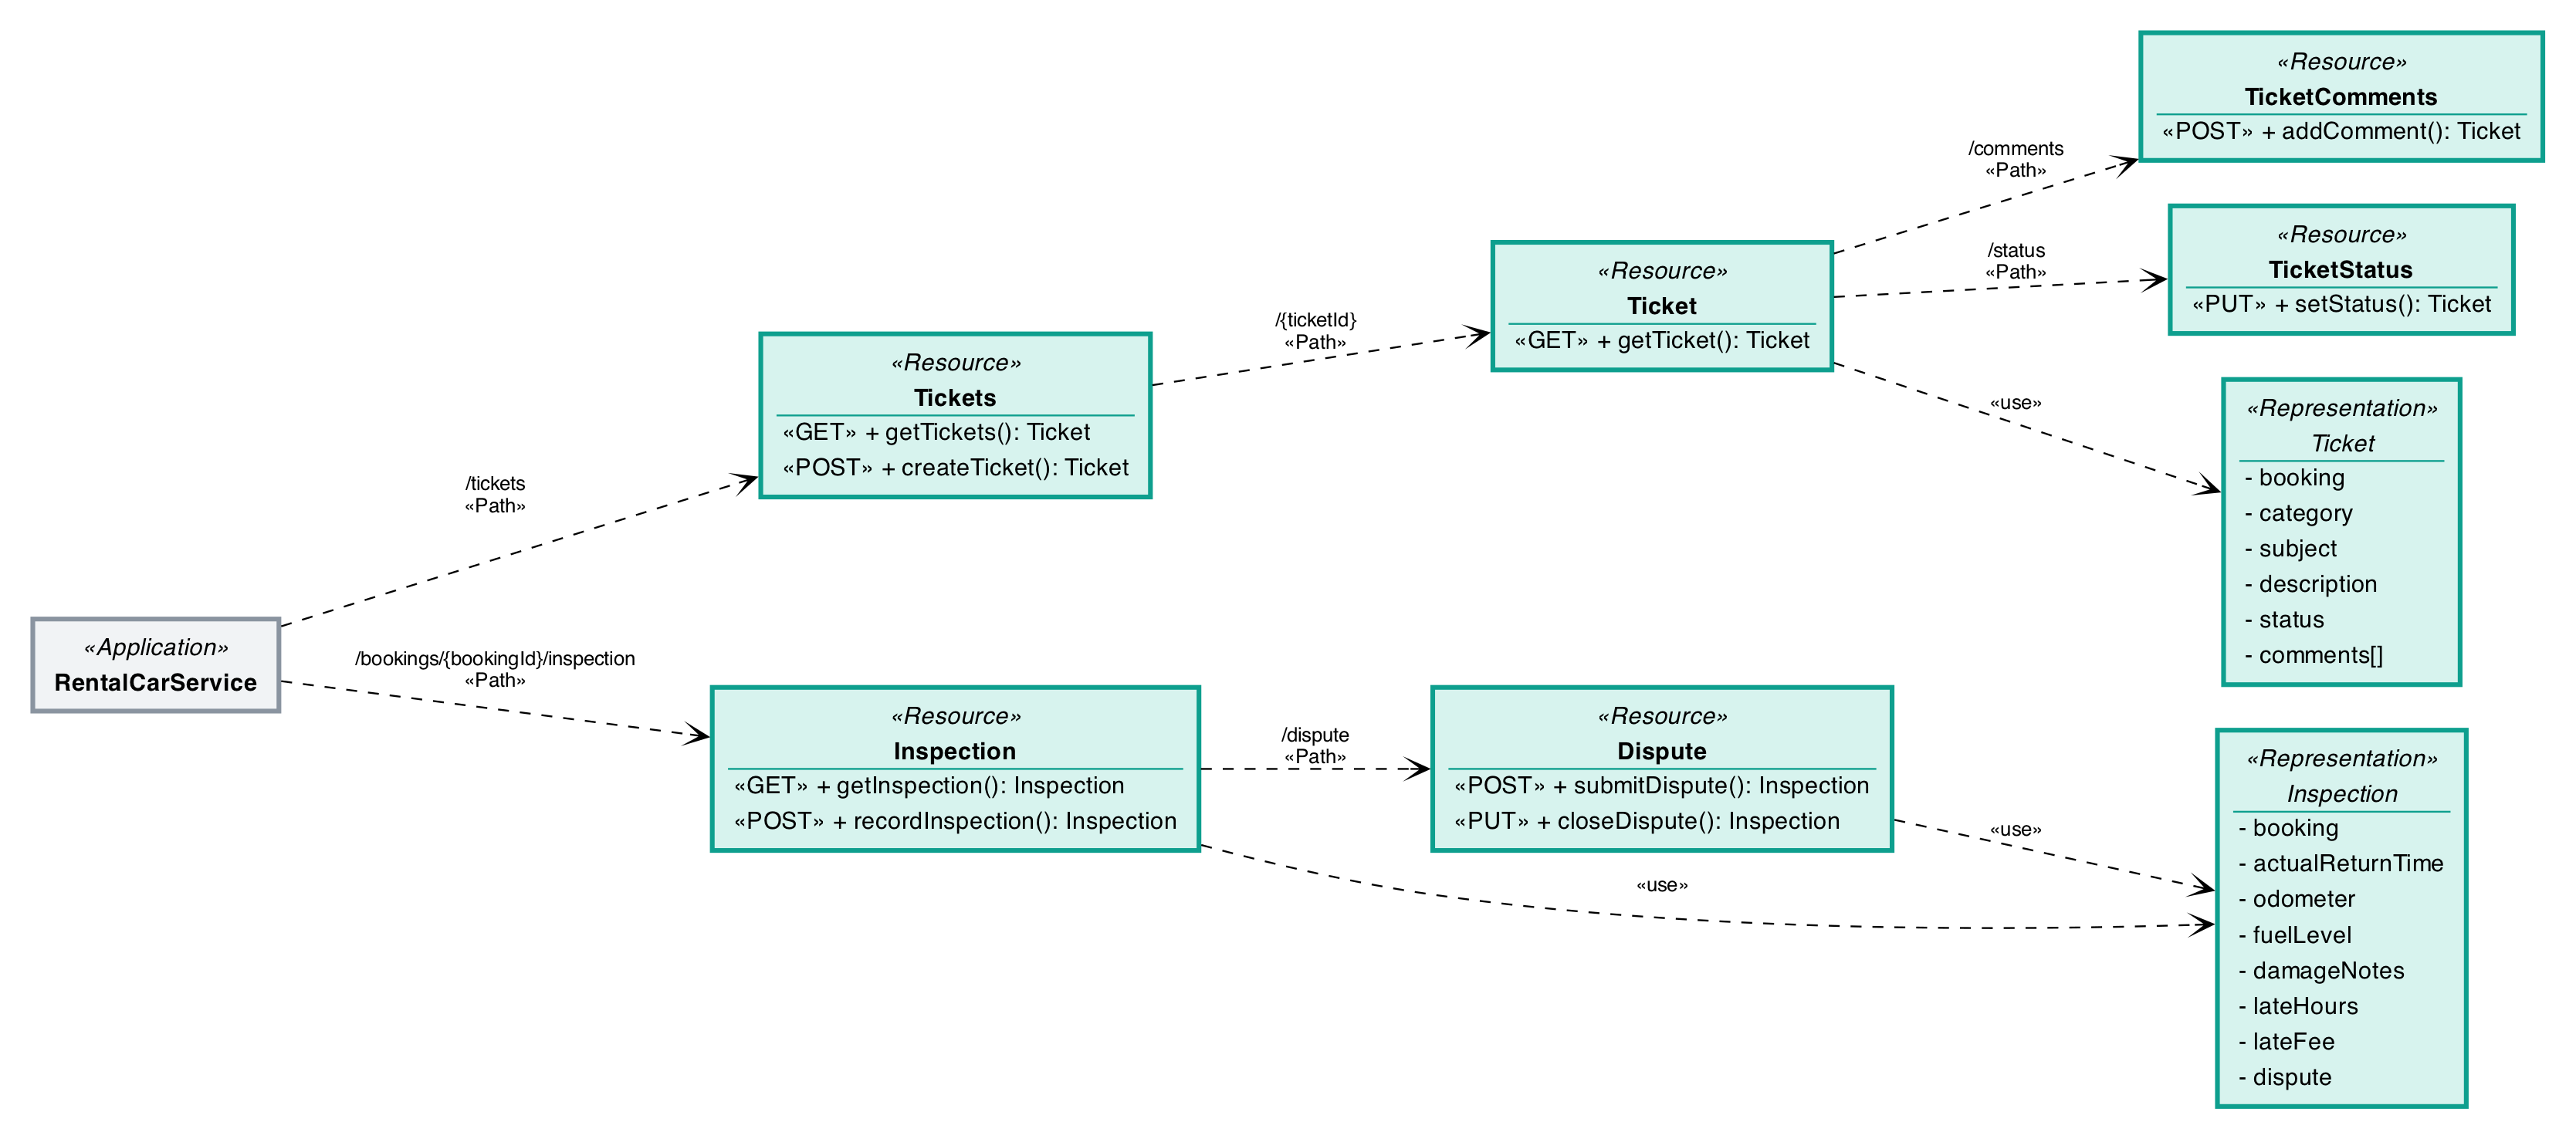 «Application»
RentalCarService
/tickets
«Path»
/bookings/{bookingId}/inspection
«Path»
«Resource»
Tickets
«GET» + getTickets(): Ticket
«POST» + createTicket(): Ticket
/{ticketId}
«Path»
«Resource»
Ticket
«GET» + getTicket(): Ticket
/comments
«Path»
«Resource»
TicketComments
«POST» + addComment(): Ticket
/status
«Path»
«Resource»
TicketStatus
«PUT» + setStatus(): Ticket
«use»
«Representation»
Ticket
- booking
- category
- subject
- description
- status
- comments[]
«Resource»
Inspection
«GET» + getInspection(): Inspection
«POST» + recordInspection(): Inspection
/dispute
«Path»
«Resource»
Dispute
«POST» + submitDispute(): Inspection
«PUT» + closeDispute(): Inspection
«use»
«use»
«Representation»
Inspection
- booking
- actualReturnTime
- odometer
- fuelLevel
- damageNotes
- lateHours
- lateFee
- dispute